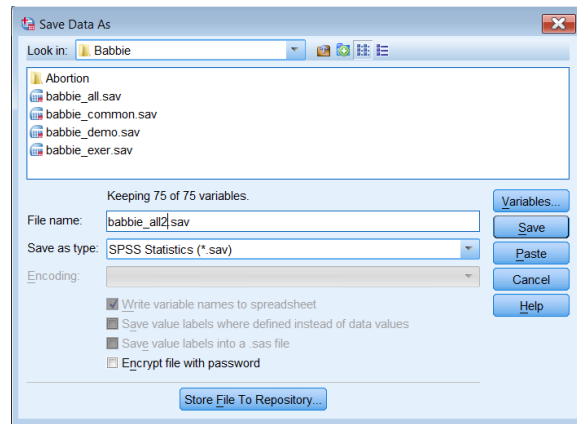 Save Data As
Look in: Babbie
Abortion
babbie_all.sav
babbie_common.sav
babbie_demo.sav
babbie_exer.sav
Keeping 75 of 75 variables.
Variables...
File name: babbie_all2.sav
Save
Save as type: SPSS Statistics (*.sav)
Paste
Encoding:
Cancel
Write variable names to spreadsheet
Help
Save value labels where defined instead of data values
Save value labels into a .sas file
Encrypt file with password
Store File To Repository...